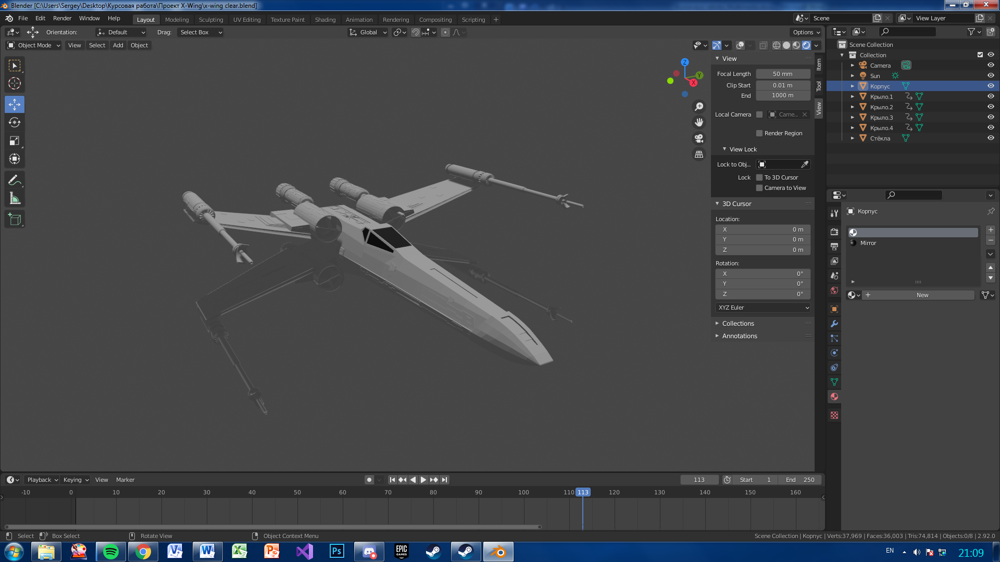 Blender [C:\Users\Sergey\Desktop\Курсовая работа\Проект X-Wing\x-wing clear.blend]
File Edit Render Window Help
Layout Modeling Sculpting UV Editing Texture Paint Shading Animation Rendering Compositing Scripting
Scene
View Layer
Orientation: Default Drag: Select Box
Global
Options
Object Mode View Select Add Object
Z
Y
X
View
Focal Length 50 mm
Clip Start 0.01 m
End 1000 m
Local Camera Came...
Render Region
View Lock
Lock to Obj...
Lock To 3D Cursor
Camera to View
3D Cursor
Location:
X 0 m
Y 0 m
Z 0 m
Rotation:
X 0°
Y 0°
Z 0°
XYZ Euler
Collections
Annotations
Item
Tool
View
Scene Collection
Collection
Camera
Sun
Корпус
Крыло.1
Крыло.2
Крыло.3
Крыло.4
Стёкла
Корпус
Mirror
New
Playback Keying View Marker
113 Start 1 End 250
-10 0 10 20 30 40 50 60 70 80 90 100 110 113 120 130 140 150 160
Select Box Select Rotate View Object Context Menu
Scene Collection | Корпус | Verts:37,969 | Faces:36,003 | Tris:74,814 | Objects:0/8 | 2.92.0
Ps
EPIC
GAMES
EN
21:09